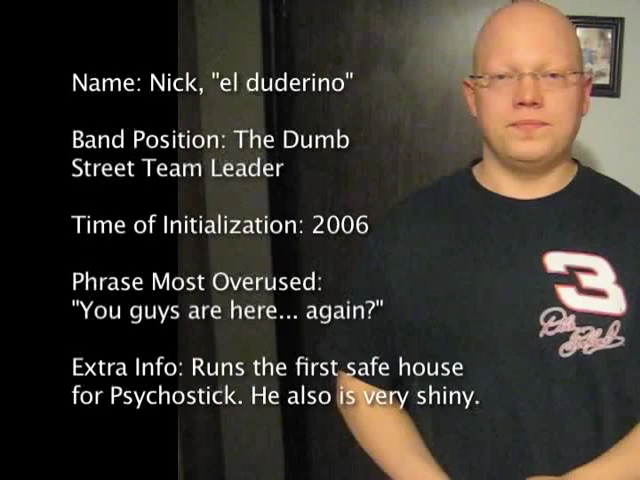 Name: Nick, "el duderino"
Band Position: The Dumb
Street Team Leader
Time of Initialization: 2006
Phrase Most Overused:
"You guys are here... again?"
Extra Info: Runs the first safe house
for Psychostick. He also is very shiny.
3